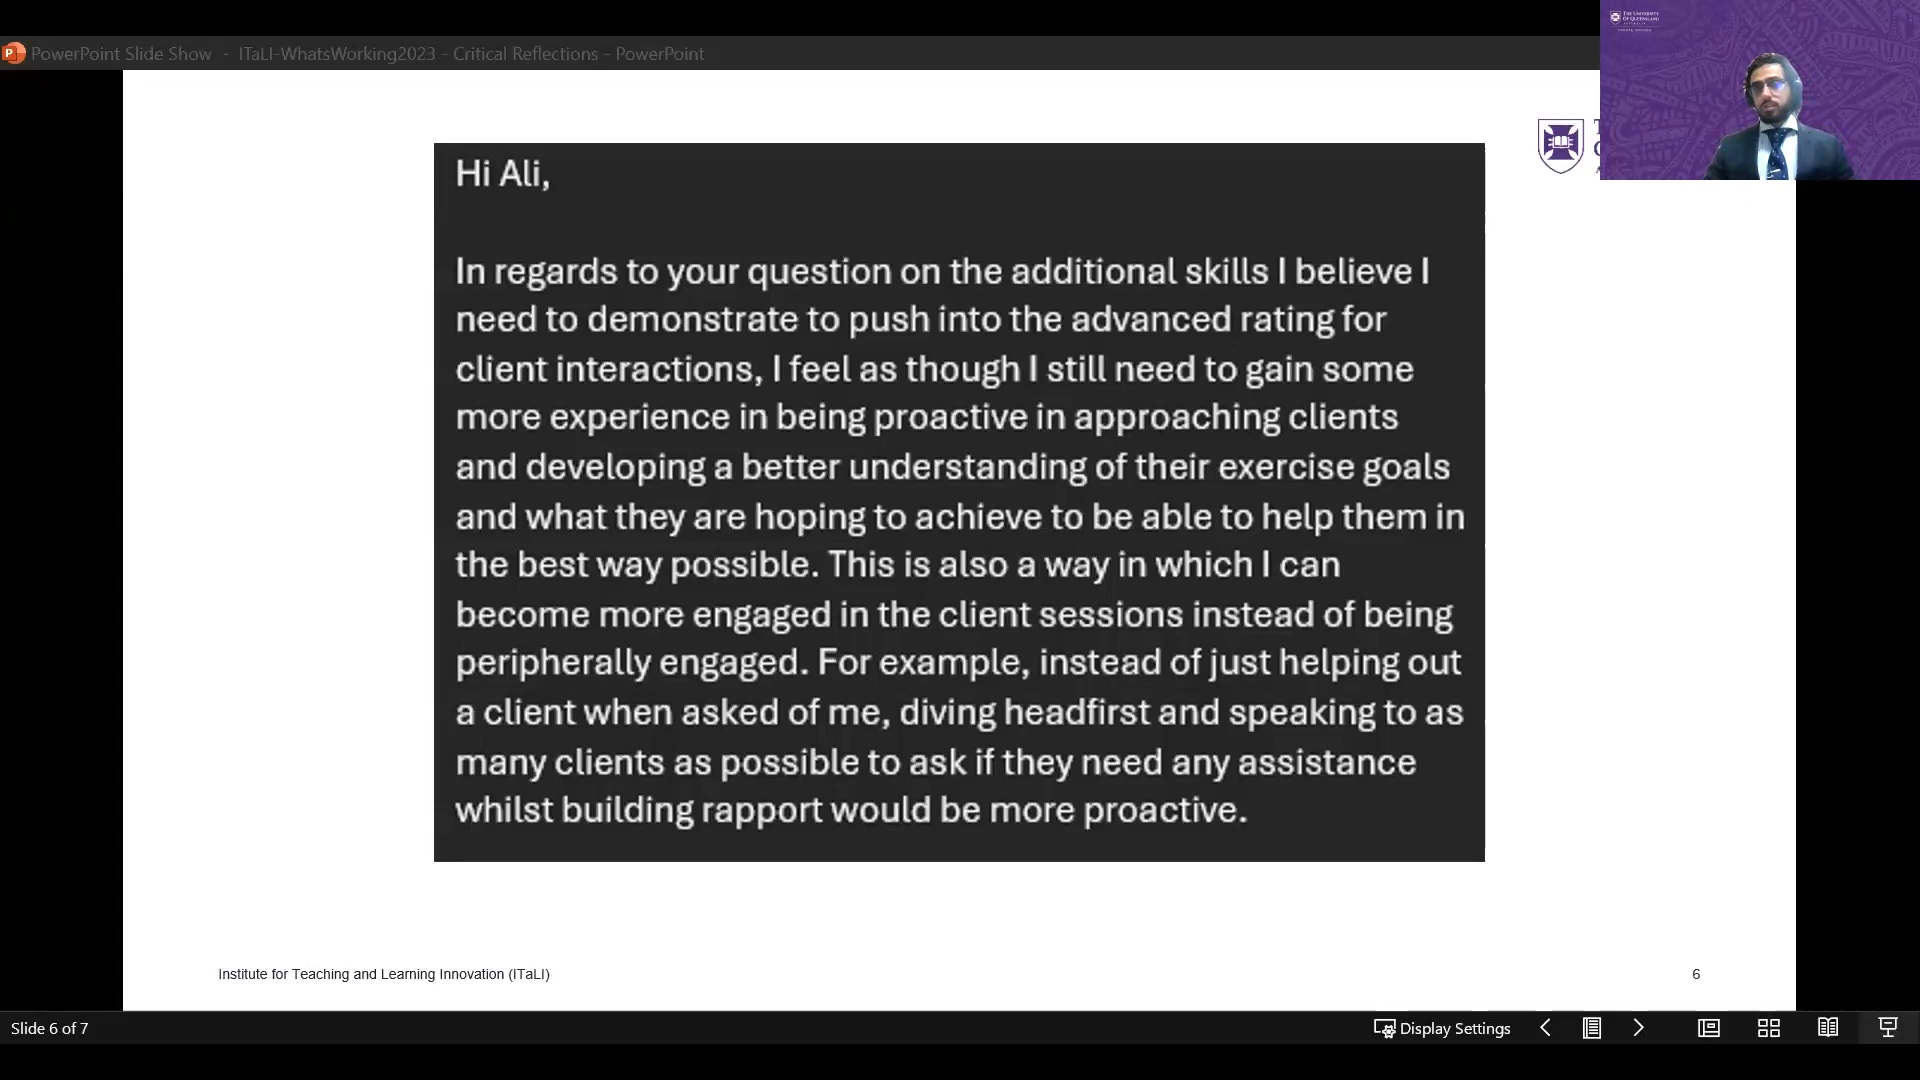 PowerPoint Slide Show - ITaLI-WhatsWorking2023 - Critical Reflections - PowerPoint
THE UNIVERSITY
OF QUEENSLAND
Hi Ali,
In regards to your question on the additional skills I believe I
need to demonstrate to push into the advanced rating for
client interactions, I feel as though I still need to gain some
more experience in being proactive in approaching clients
and developing a better understanding of their exercise goals
and what they are hoping to achieve to be able to help them in
the best way possible. This is also a way in which I can
become more engaged in the client sessions instead of being
peripherally engaged. For example, instead of just helping out
a client when asked of me, diving headfirst and speaking to as
many clients as possible to ask if they need any assistance
whilst building rapport would be more proactive.
Institute for Teaching and Learning Innovation (ITaLI)
6
Slide 6 of 7
Display Settings